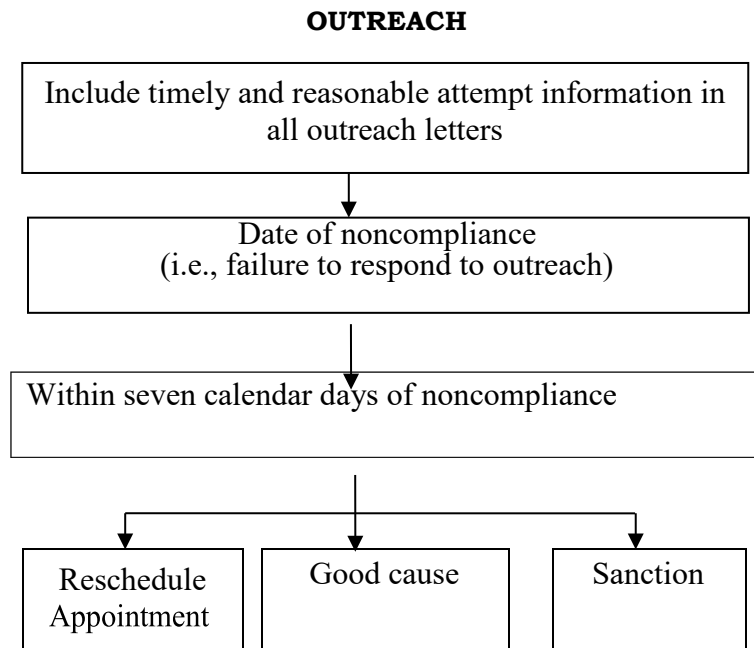 OUTREACH
Include timely and reasonable attempt information in
all outreach letters
Date of noncompliance
(i.e., failure to respond to outreach)
Within seven calendar days of noncompliance
Reschedule
Appointment
Good cause
Sanction